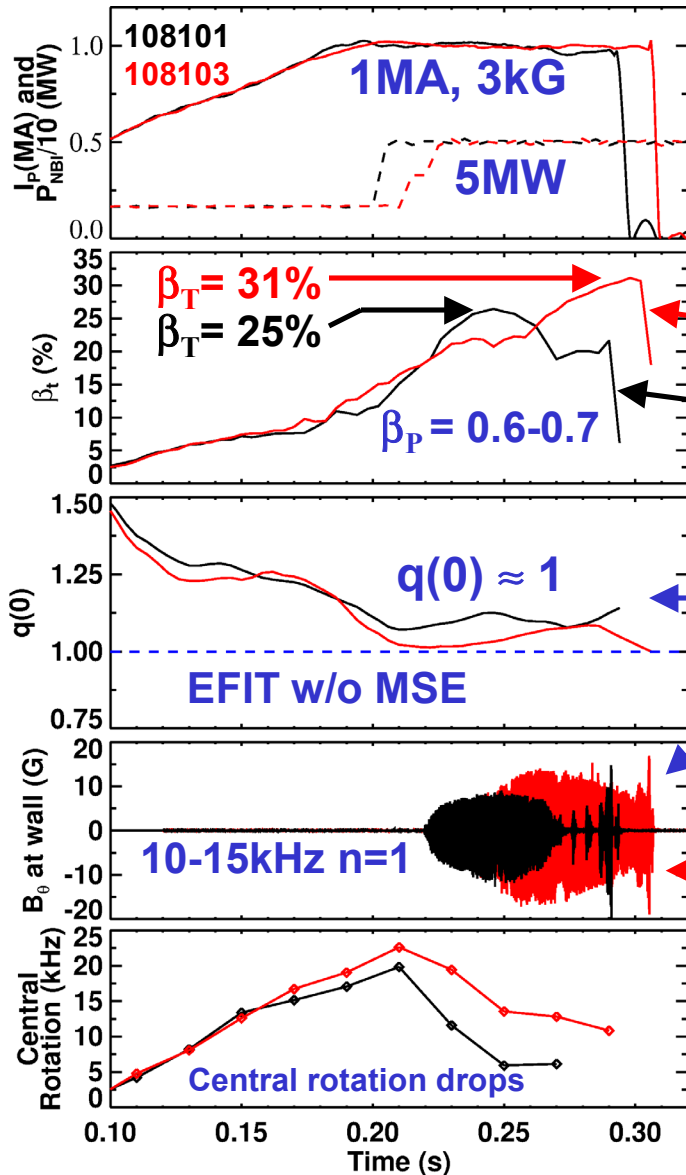 108101
108103
1MA, 3kG
5MW
I_P(MA) and
P_NBI/10 (MW)
1.0
0.5
0.0
β_T = 31%
β_T = 25%
β_P = 0.6-0.7
β_t (%)
35
30
25
20
15
10
5
0
q(0) ≈ 1
EFIT w/o MSE
q(0)
1.50
1.25
1.00
0.75
10-15kHz n=1
B_θ at wall (G)
20
10
0
-10
-20
Central rotation drops
Central
Rotation (kHz)
25
20
15
10
5
0
0.10 0.15 0.20 0.25 0.30
Time (s)